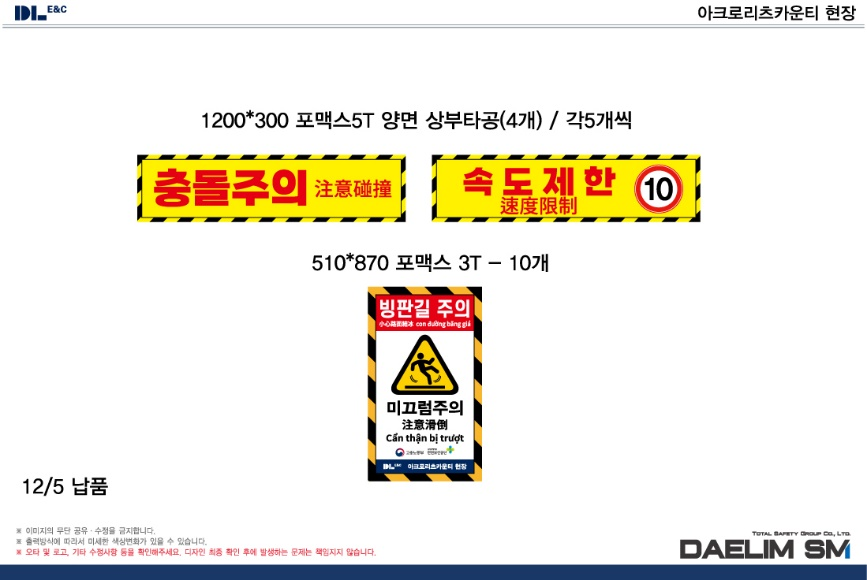 DL E&C
아크로리츠카운티 현장
1200*300 포맥스5T 양면 상부타공(4개) / 각5개씩
충돌주의 注意碰撞
속도제한
速度限制
10
510*870 포맥스 3T - 10개
빙판길 주의
con đường băng giá
미끄럼주의
注意滑倒
Cẩn thận bị trượt
고용노동부
DL E&C 아크로리츠카운티 현장
12/5 납품
※ 이미지의 무단 공유 · 수정을 금지합니다.
※ 출력방식에 따라서 미세한 색상변화가 있을 수 있습니다.
※ 오타 및 로고, 기타 수정사항 등을 확인해주세요. 디자인 최종 확인 후에 발생하는 문제는 책임지지 않습니다.
TOTAL SAFETY GROUP CO., LTD.
DAELIM SM